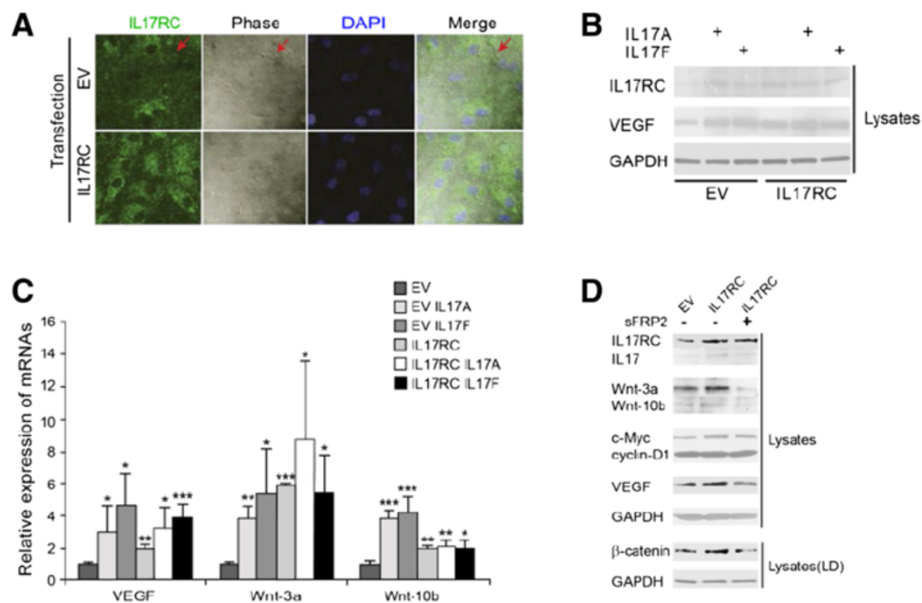 A
IL17RC Phase DAPI Merge
Transfection
EV
IL17RC
B
IL17A + +
IL17F + +
IL17RC
VEGF
GAPDH
Lysates
EV IL17RC
C
Relative expression of mRNAs
16
14
12
10
8
6
4
2
0
EV
EV IL17A
EV IL17F
IL17RC
IL17RC IL17A
IL17RC IL17F
* * ** * ***
** * *** * *
*** *** ** ** *
VEGF Wnt-3a Wnt-10b
D
EV IL17RC IL17RC
sFRP2 - - +
IL17RC
IL17
Wnt-3a
Wnt-10b
c-Myc
cyclin-D1
VEGF
GAPDH
Lysates
β-catenin
GAPDH
Lysates(LD)